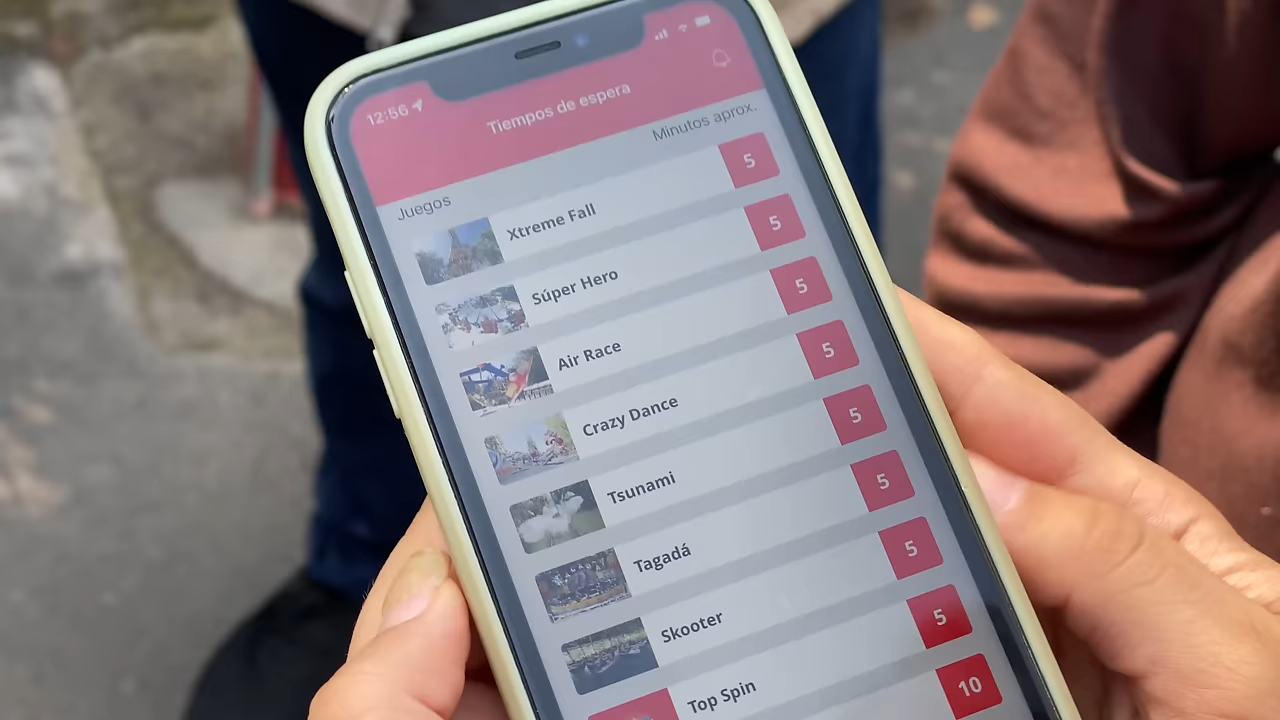 12:56
Tiempos de espera
Juegos
Minutos aprox.
Xtreme Fall
5
Súper Hero
5
Air Race
5
Crazy Dance
5
Tsunami
5
Tagadá
5
Skooter
5
Top Spin
5
10